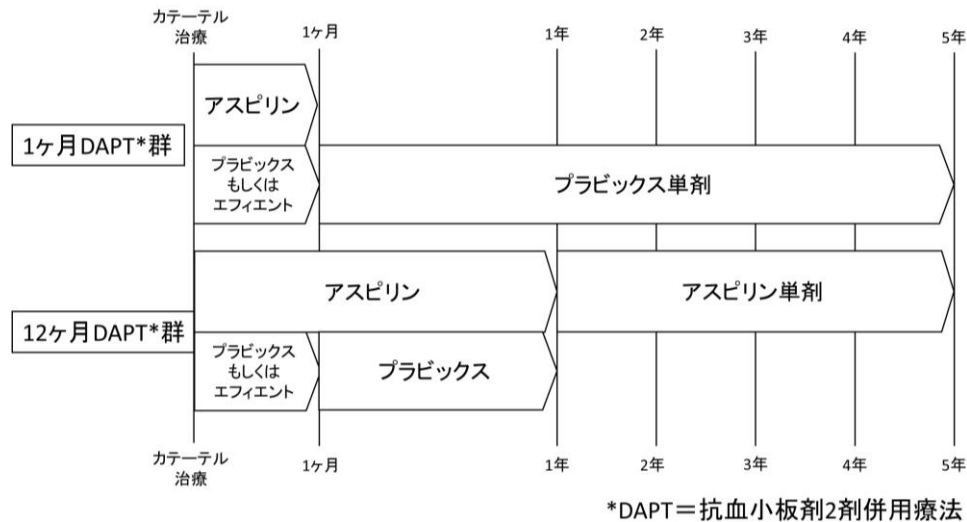 カテーテル
治療
1ヶ月
1年
2年
3年
4年
5年
1ヶ月DAPT*群
アスピリン
プラビックス
もしくは
エフィエント
プラビックス単剤
12ヶ月DAPT*群
アスピリン
アスピリン単剤
プラビックス
もしくは
エフィエント
プラビックス
カテーテル
治療
1ヶ月
1年
2年
3年
4年
5年
*DAPT＝抗血小板剤2剤併用療法